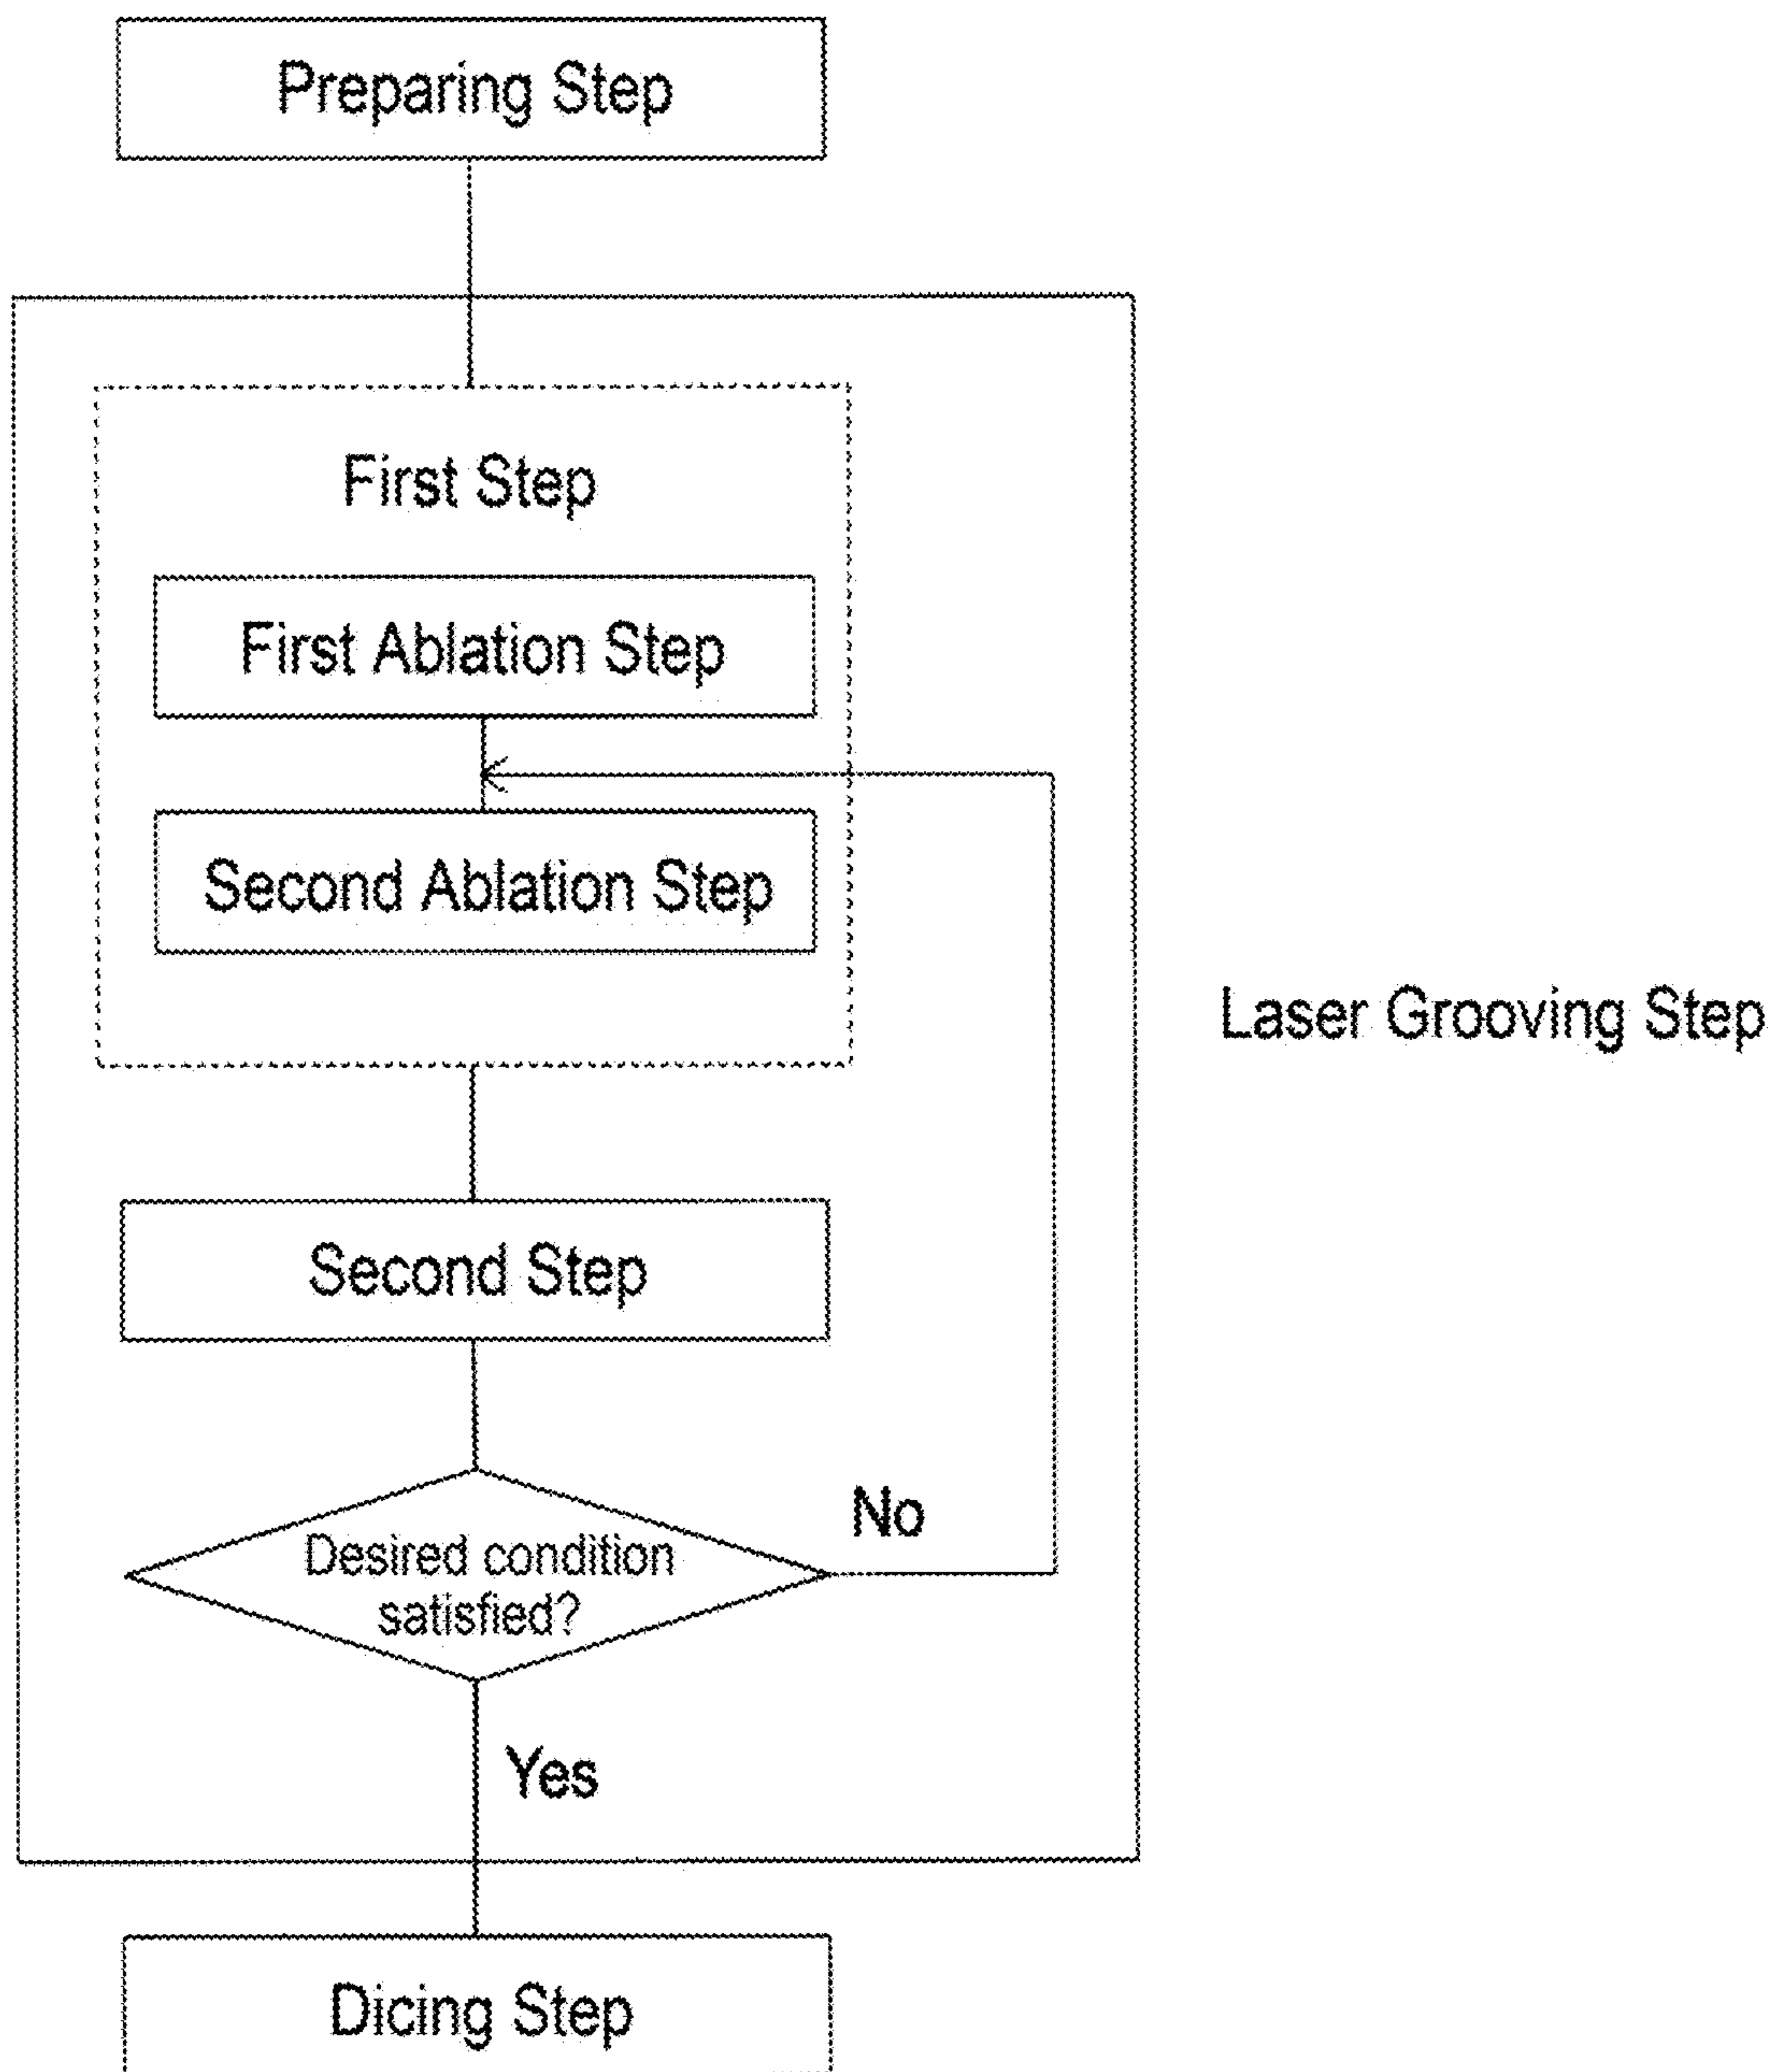 Preparing Step
First Step
First Ablation Step
Second Ablation Step
Laser Grooving Step
Second Step
Desired condition
satisfied?
No
Yes
Dicing Step